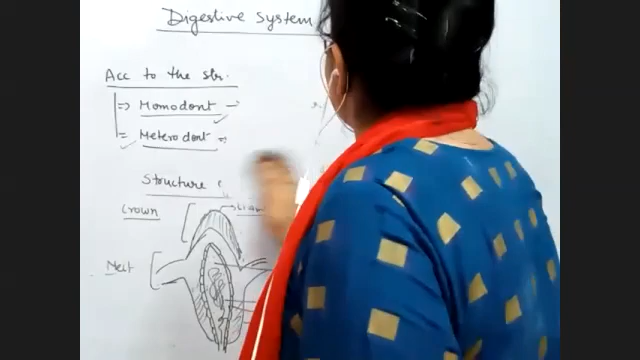 Digestive System
Acc to the str.
=> Homodont →
= Heterodont →
Structure
Crown
Neck